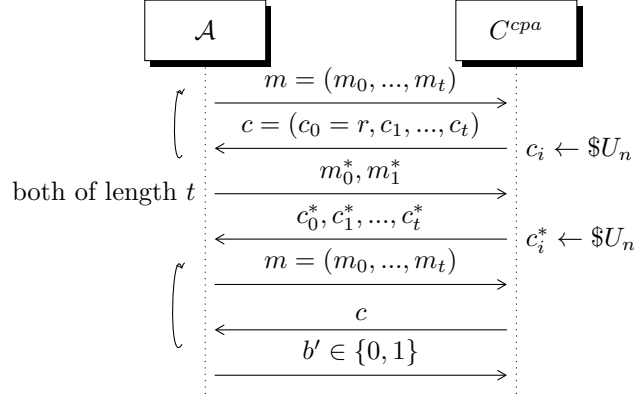 𝒜 C^{cpa}
m = (m_0, ..., m_t)
c = (c_0 = r, c_1, ..., c_t)
c_i ← $U_n
m_0^*, m_1^*
both of length t
c_0^*, c_1^*, ..., c_t^*
c_i^* ← $U_n
m = (m_0, ..., m_t)
c
b′ ∈ {0, 1}